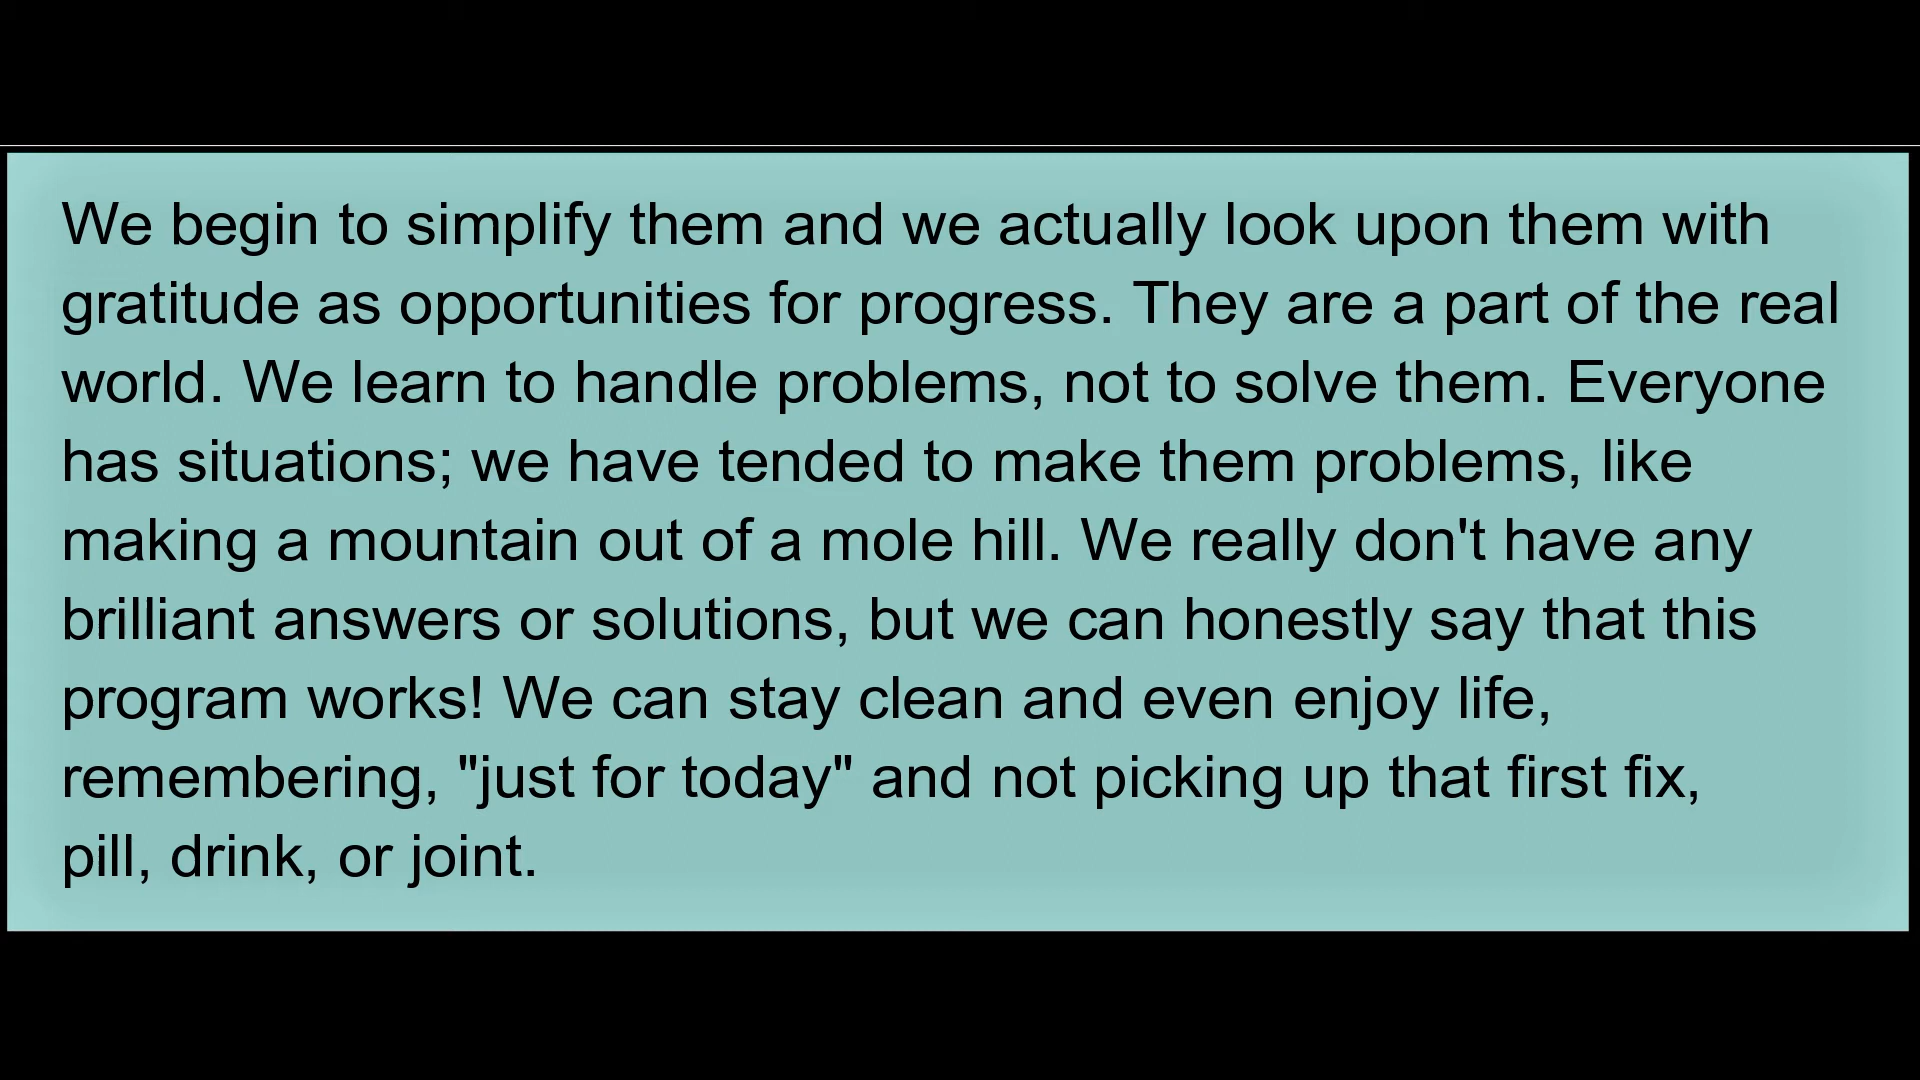 We begin to simplify them and we actually look upon them with
gratitude as opportunities for progress. They are a part of the real
world. We learn to handle problems, not to solve them. Everyone
has situations; we have tended to make them problems, like
making a mountain out of a mole hill. We really don't have any
brilliant answers or solutions, but we can honestly say that this
program works! We can stay clean and even enjoy life,
remembering, "just for today" and not picking up that first fix,
pill, drink, or joint.